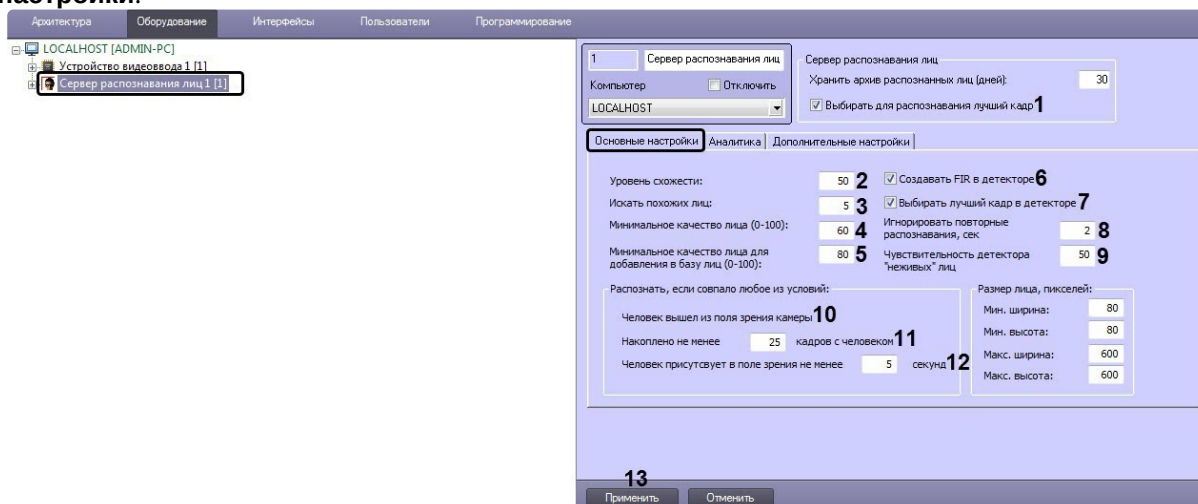 настройки.
Архитектура Оборудование Интерфейсы Пользователи Программирование
LOCALHOST [ADMIN-PC]
Устройство видеоввода 1 [1]
Сервер распознавания лиц 1 [1]
1 Сервер распознавания лиц
Компьютер Отключить
LOCALHOST
Сервер распознавания лиц
Хранить архив распознанных лиц (дней): 30
Выбирать для распознавания лучший кадр 1
Основные настройки Аналитика Дополнительные настройки
Уровень схожести: 50 2
Искать похожих лиц: 5 3
Минимальное качество лица (0-100): 60 4
Минимальное качество лица для
добавления в базу лиц (0-100): 80 5
Создавать FIR в детекторе 6
Выбирать лучший кадр в детекторе 7
Игнорировать повторные
распознавания, сек 2 8
Чувствительность детектора
"неживых" лиц 50 9
Распознать, если совпало любое из условий:
Человек вышел из поля зрения камеры 10
Накоплено не менее 25 кадров с человеком 11
Человек присутсвует в поле зрения не менее 5 секунд 12
Размер лица, пикселей:
Мин. ширина: 80
Мин. высота: 80
Макс. ширина: 600
Макс. высота: 600
13
Применить Отменить